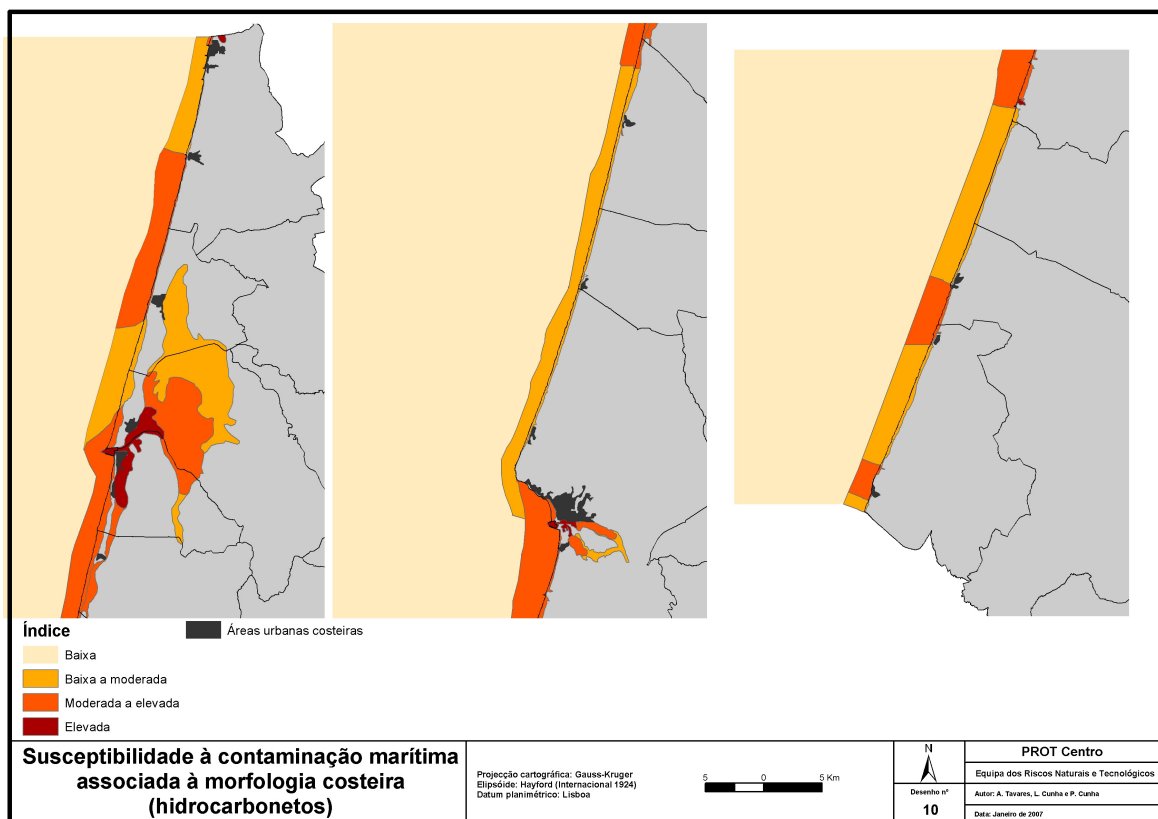 Índice
Áreas urbanas costeiras
Baixa
Baixa a moderada
Moderada a elevada
Elevada
Susceptibilidade à contaminação marítima
associada à morfologia costeira
(hidrocarbonetos)
Projecção cartográfica: Gauss-Kruger
Elipsóide: Hayford (Internacional 1924)
Datum planimétrico: Lisboa
5 0 5 Km
N
Desenho nº
10
PROT Centro
Equipa dos Riscos Naturais e Tecnológicos
Autor: A. Tavares, L. Cunha e P. Cunha
Data: Janeiro de 2007